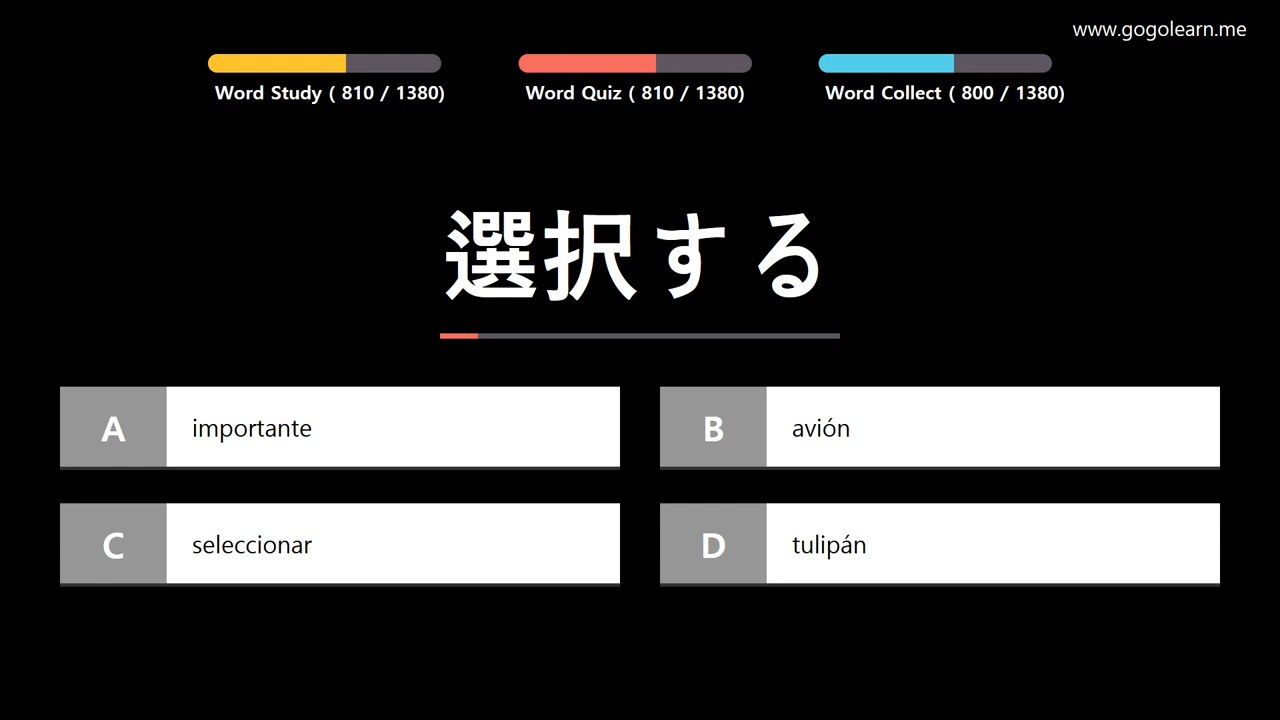 www.gogolearn.me
Word Study ( 810 / 1380)
Word Quiz ( 810 / 1380)
Word Collect ( 800 / 1380)
選択する
A importante
B avión
C seleccionar
D tulipán